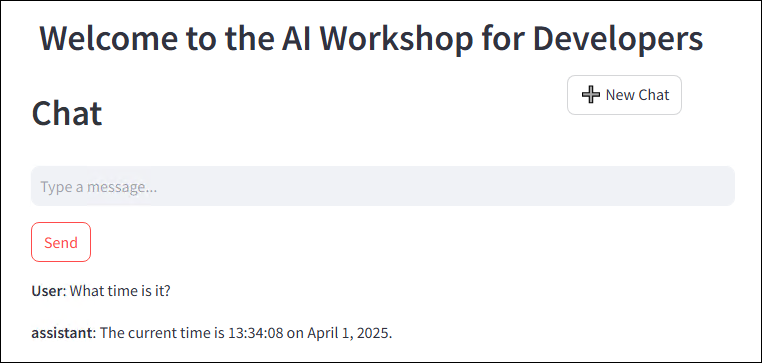 Welcome to the AI Workshop for Developers
Chat
New Chat
Type a message...
Send
User: What time is it?
assistant: The current time is 13:34:08 on April 1, 2025.